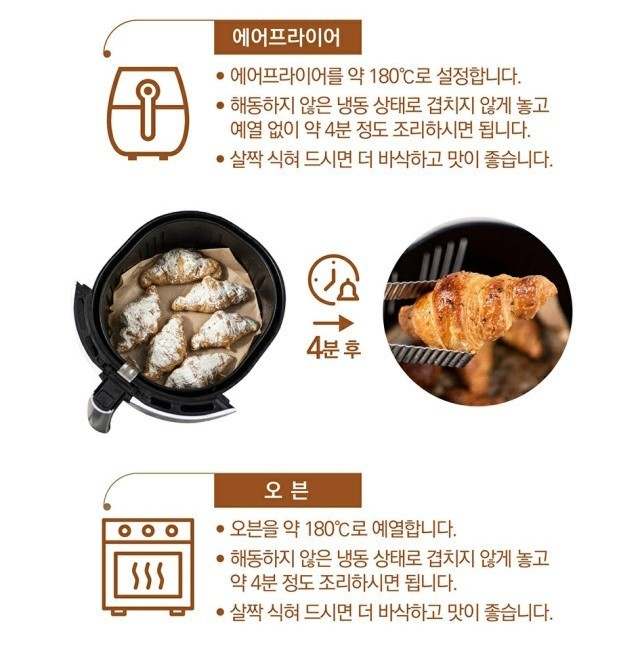 에어프라이어
• 에어프라이어를 약 180℃로 설정합니다.
• 해동하지 않은 냉동 상태로 겹치지 않게 놓고
예열 없이 약 4분 정도 조리하시면 됩니다.
• 살짝 식혀 드시면 더 바삭하고 맛이 좋습니다.
4분 후
오븐
• 오븐을 약 180℃로 예열합니다.
• 해동하지 않은 냉동 상태로 겹치지 않게 놓고
약 4분 정도 조리하시면 됩니다.
• 살짝 식혀 드시면 더 바삭하고 맛이 좋습니다.